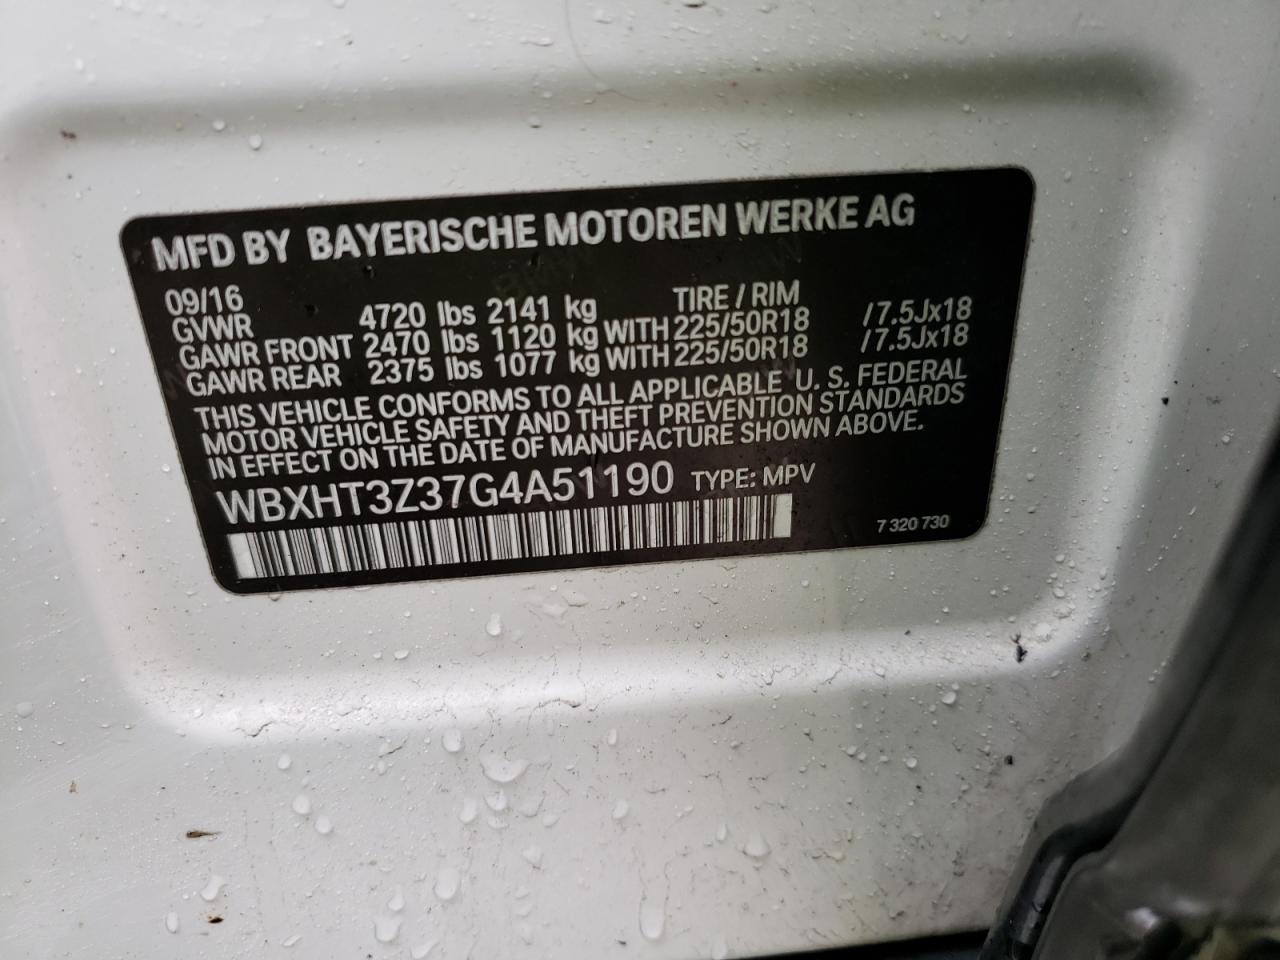 MFD BY BAYERISCHE MOTOREN WERKE AG
09/16 TIRE / RIM
GVWR 4720 lbs 2141 kg
GAWR FRONT 2470 lbs 1120 kg WITH 225/50R18 /7.5Jx18
GAWR REAR 2375 lbs 1077 kg WITH 225/50R18 /7.5Jx18
THIS VEHICLE CONFORMS TO ALL APPLICABLE U. S. FEDERAL
MOTOR VEHICLE SAFETY AND THEFT PREVENTION STANDARDS
IN EFFECT ON THE DATE OF MANUFACTURE SHOWN ABOVE.
WBXHT3Z37G4A51190 TYPE: MPV
7 320 730